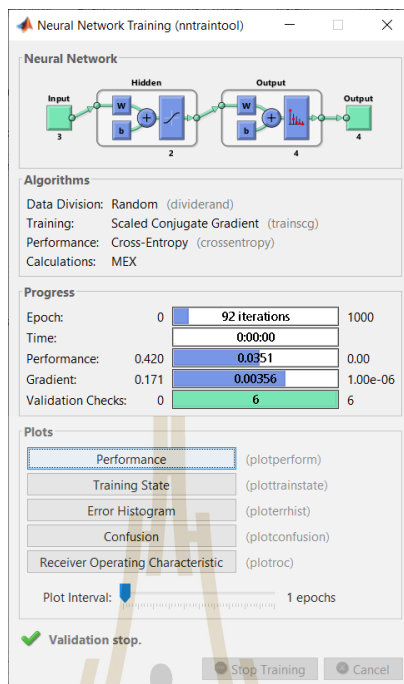 Neural Network Training (nntraintool)
Neural Network
Hidden Output
Input Output
W W
b b
3 2 4 4
Algorithms
Data Division: Random (dividerand)
Training: Scaled Conjugate Gradient (trainscg)
Performance: Cross-Entropy (crossentropy)
Calculations: MEX
Progress
Epoch: 0 92 iterations 1000
Time: 0:00:00
Performance: 0.420 0.0351 0.00
Gradient: 0.171 0.00356 1.00e-06
Validation Checks: 0 6 6
Plots
Performance (plotperform)
Training State (plottrainstate)
Error Histogram (ploterrhist)
Confusion (plotconfusion)
Receiver Operating Characteristic (plotroc)
Plot Interval: 1 epochs
Validation stop.
Stop Training Cancel